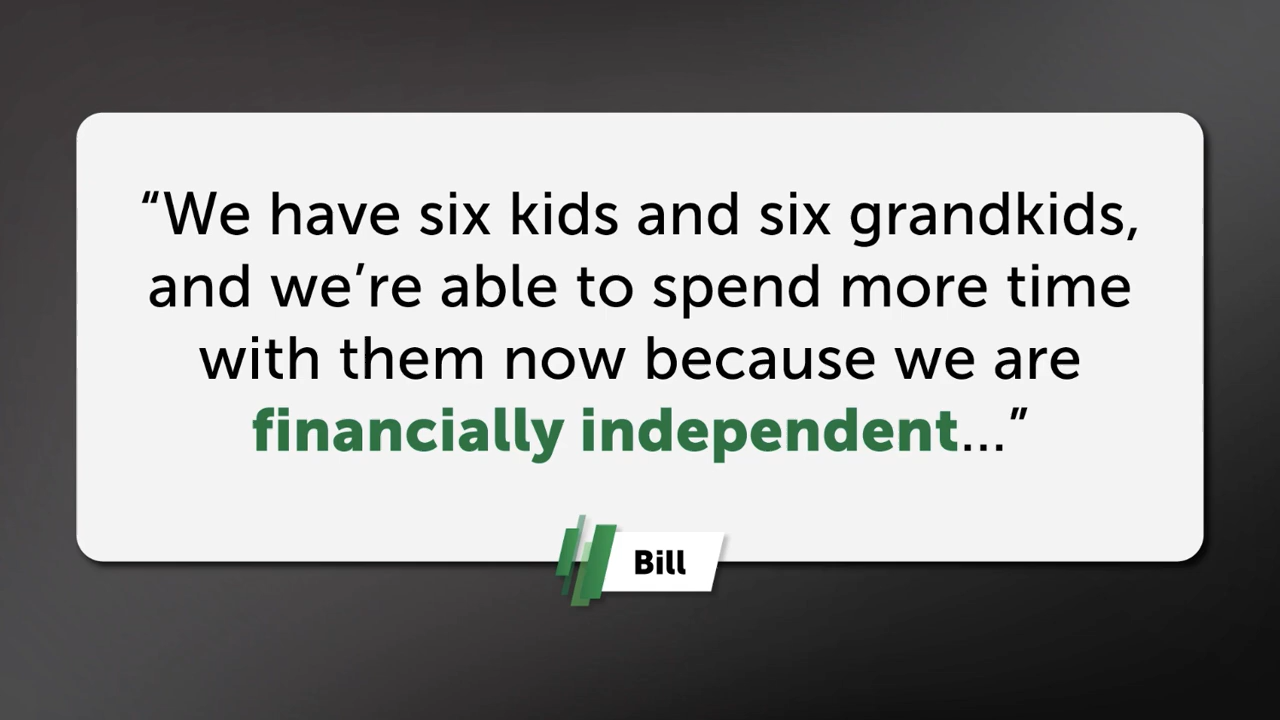 “We have six kids and six grandkids,
and we’re able to spend more time
with them now because we are
financially independent...”
Bill